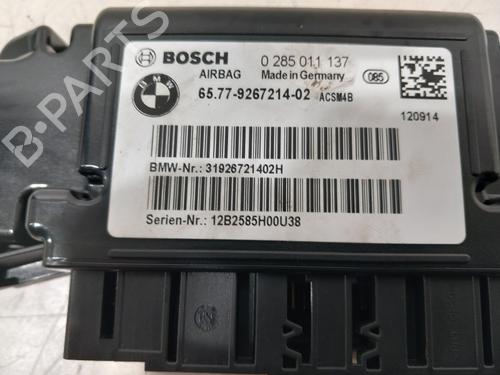 BOSCH
0 285 011 137
AIRBAG
Made in Germany
085
BMW
65.77-9267214-02 ACSM4B
120914
BMW-Nr.: 31926721402H
Serien-Nr.: 12B2585H00U38